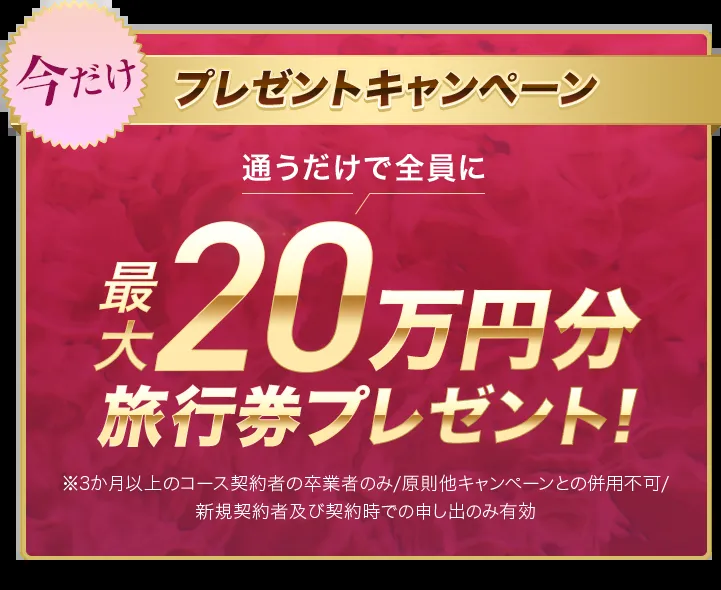 今だけ
プレゼントキャンペーン
通うだけで全員に
最大20万円分
旅行券プレゼント!
※3か月以上のコース契約者の卒業者のみ/原則他キャンペーンとの併用不可/
新規契約者及び契約時での申し出のみ有効